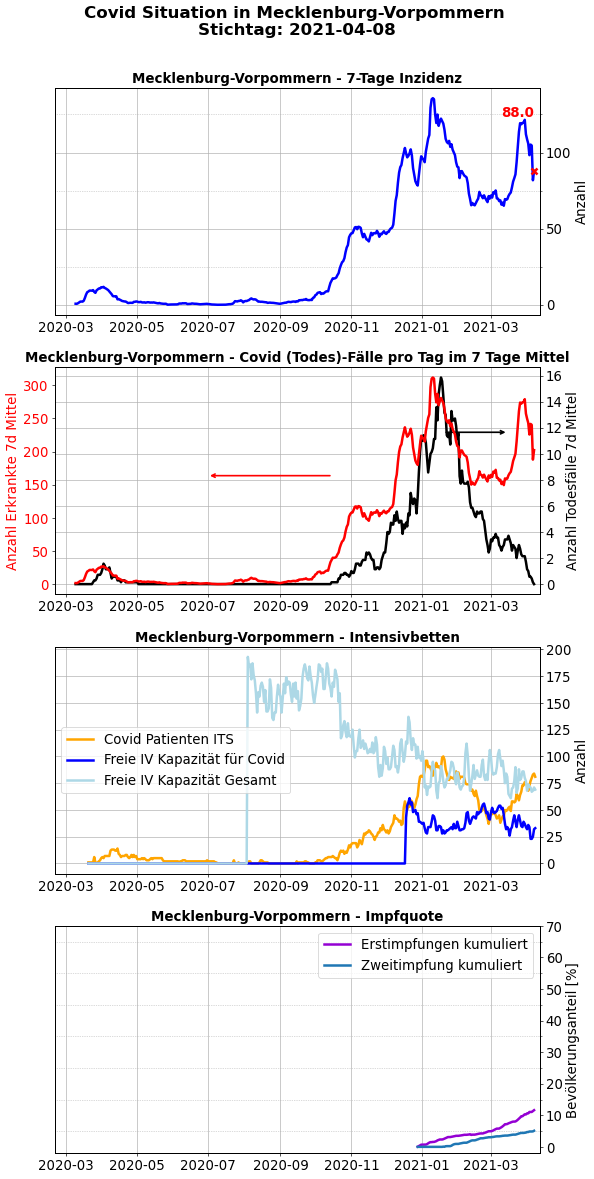 Covid Situation in Mecklenburg-Vorpommern
Stichtag: 2021-04-08
Mecklenburg-Vorpommern - 7-Tage Inzidenz
88.0
100
50
0
Anzahl
2020-03 2020-05 2020-07 2020-09 2020-11 2021-01 2021-03
Mecklenburg-Vorpommern - Covid (Todes)-Fälle pro Tag im 7 Tage Mittel
Anzahl Erkrankte 7d Mittel
300
250
200
150
100
50
0
16
14
12
10
8
6
4
2
0
Anzahl Todesfälle 7d Mittel
2020-03 2020-05 2020-07 2020-09 2020-11 2021-01 2021-03
Mecklenburg-Vorpommern - Intensivbetten
Covid Patienten ITS
Freie IV Kapazität für Covid
Freie IV Kapazität Gesamt
200
175
150
125
100
75
50
25
0
Anzahl
2020-03 2020-05 2020-07 2020-09 2020-11 2021-01 2021-03
Mecklenburg-Vorpommern - Impfquote
Erstimpfungen kumuliert
Zweitimpfung kumuliert
70
60
50
40
30
20
10
0
Bevölkerungsanteil [%]
2020-03 2020-05 2020-07 2020-09 2020-11 2021-01 2021-03